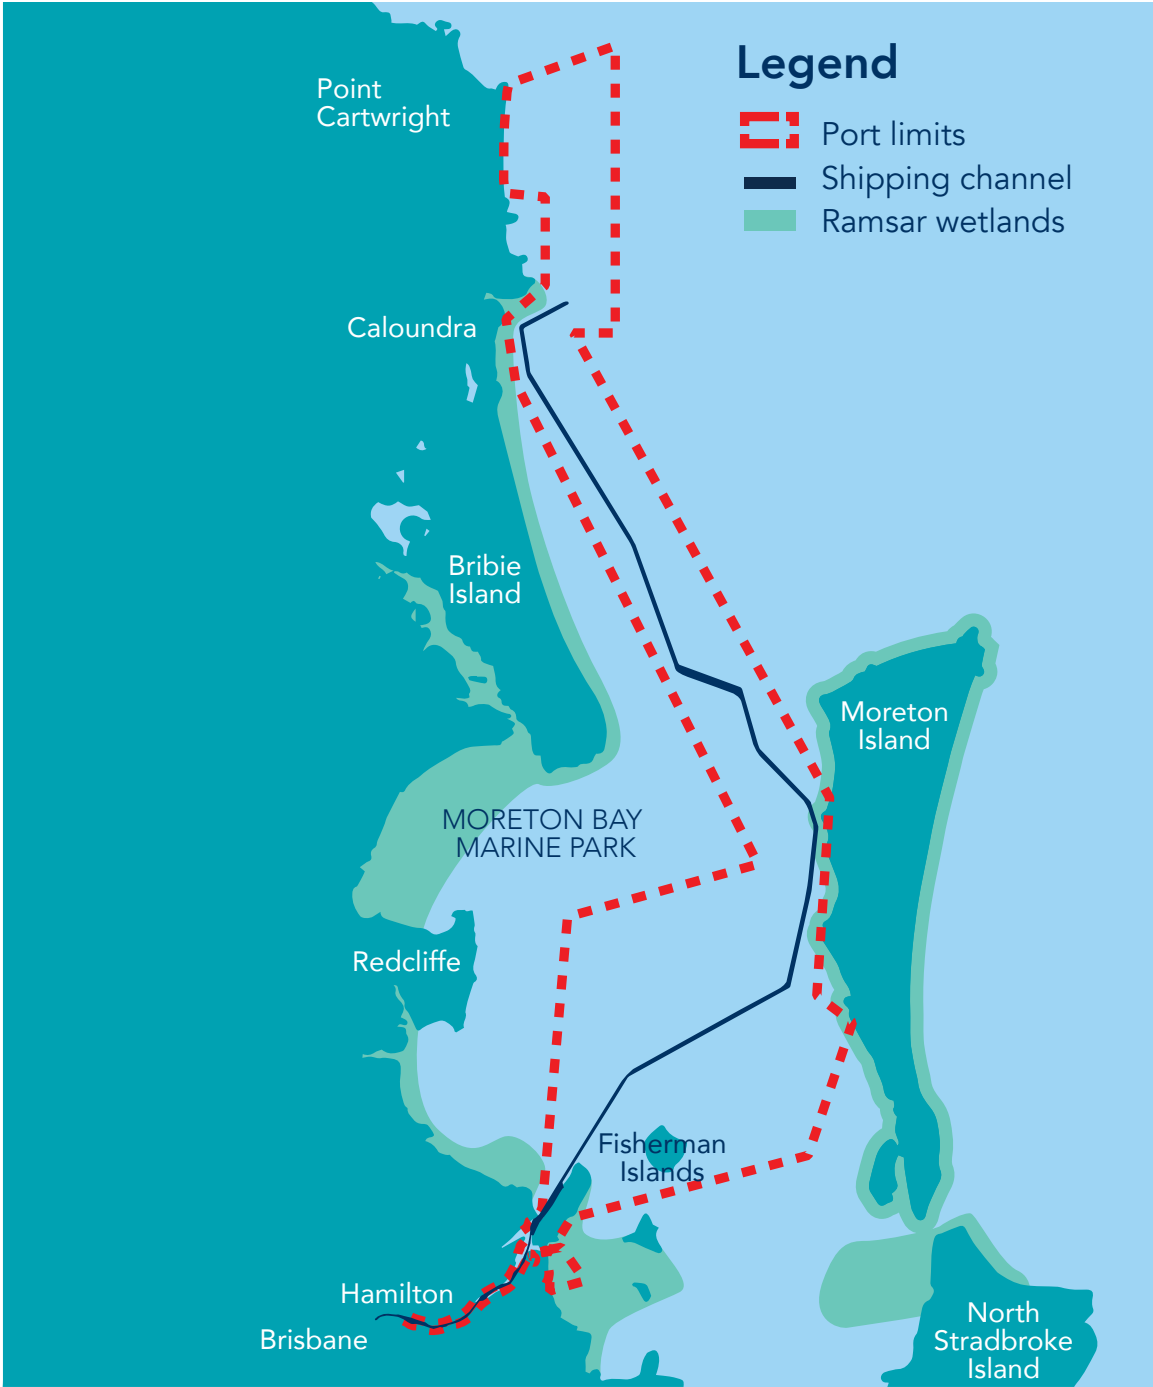 Legend
Port limits
Shipping channel
Ramsar wetlands
Point
Cartwright
Caloundra
Bribie
Island
Moreton
Island
MORETON BAY
MARINE PARK
Redcliffe
Fisherman
Islands
Hamilton
Brisbane
North
Stradbroke
Island